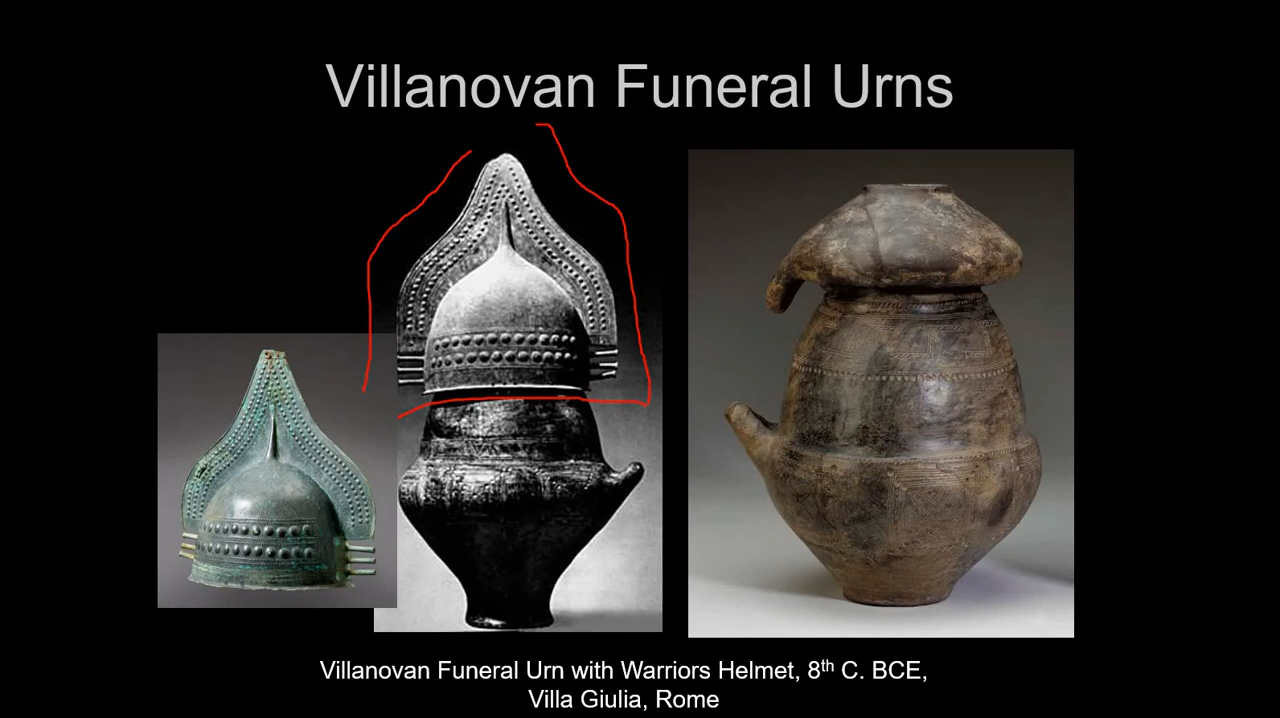 Villanovan Funeral Urns
Villanovan Funeral Urn with Warriors Helmet, 8th C. BCE,
Villa Giulia, Rome